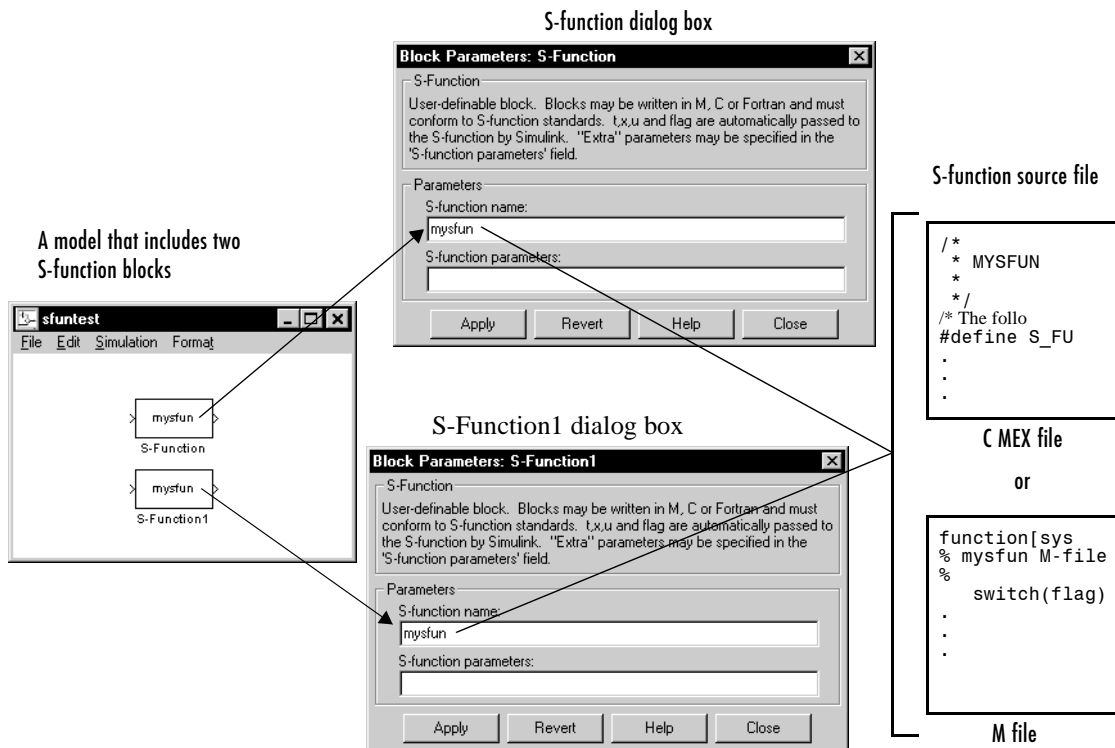 S-function dialog box
Block Parameters: S-Function
S-Function
User-definable block. Blocks may be written in M, C or Fortran and must
conform to S-function standards. t,x,u and flag are automatically passed to
the S-function by Simulink. "Extra" parameters may be specified in the
'S-function parameters' field.
Parameters
S-function name:
mysfun
S-function parameters:
Apply Revert Help Close
A model that includes two
S-function blocks
sfuntest
File Edit Simulation Format
mysfun
S-Function
mysfun
S-Function1
S-Function1 dialog box
Block Parameters: S-Function1
S-Function
User-definable block. Blocks may be written in M, C or Fortran and must
conform to S-function standards. t,x,u and flag are automatically passed to
the S-function by Simulink. "Extra" parameters may be specified in the
'S-function parameters' field.
Parameters
S-function name:
mysfun
S-function parameters:
Apply Revert Help Close
S-function source file
/*
* MYSFUN
*
*/
/* The follo
#define S_FU
.
.
.
C MEX file
or
function[sys
% mysfun M-file
%
switch(flag)
.
.
.
M file